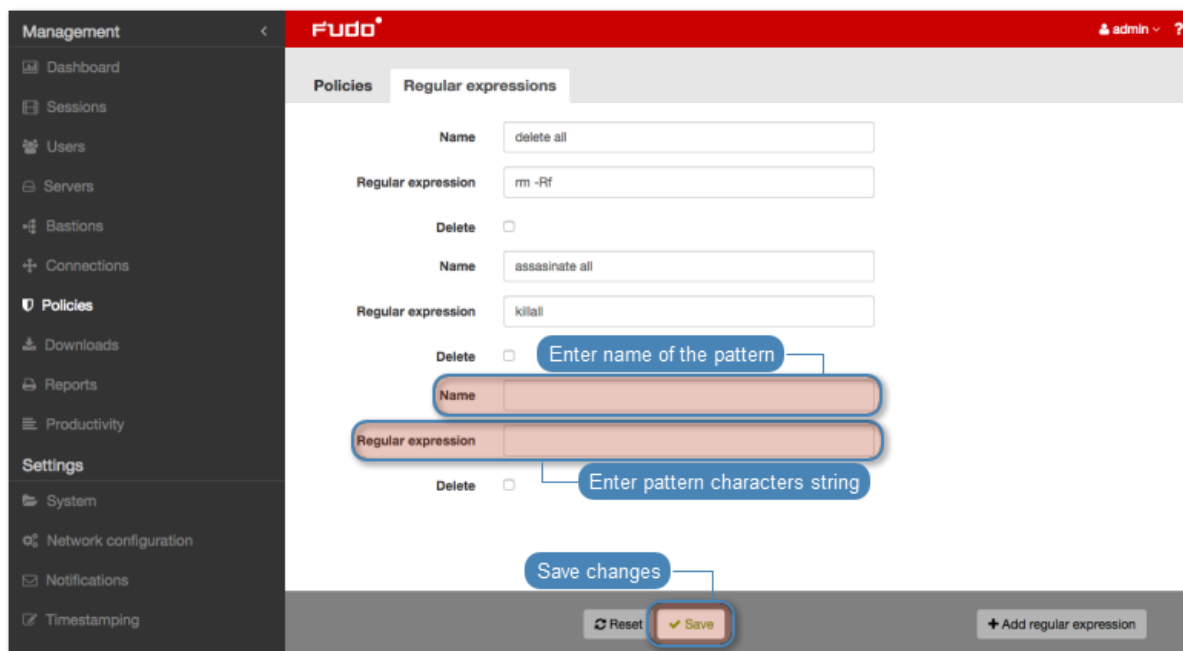 Management
Dashboard
Sessions
Users
Servers
Bastions
Connections
Policies
Downloads
Reports
Productivity
Settings
System
Network configuration
Notifications
Timestamping
FUDO
admin ?
Policies Regular expressions
Name delete all
Regular expression rm -Rf
Delete
Name assasinate all
Regular expression killall
Delete Enter name of the pattern
Name
Regular expression
Delete Enter pattern characters string
Save changes
Reset Save + Add regular expression